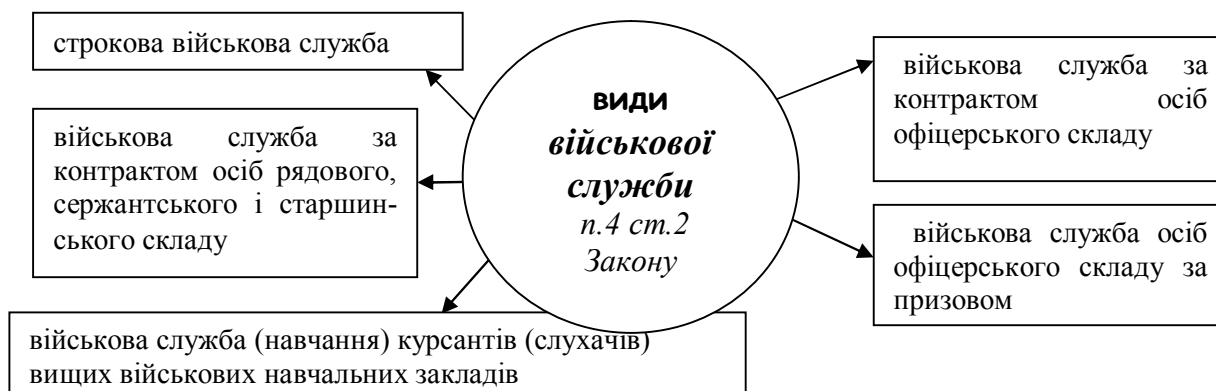 строкова військова служба
військова служба за
контрактом осіб рядового,
сержантського і старшин-
ського складу
військова служба (навчання) курсантів (слухачів)
вищих військових навчальних закладів
ВИДИ
військової
служби
п.4 ст.2
Закону
військова служба за
контрактом осіб
офіцерського складу
військова служба осіб
офіцерського складу за
призовом